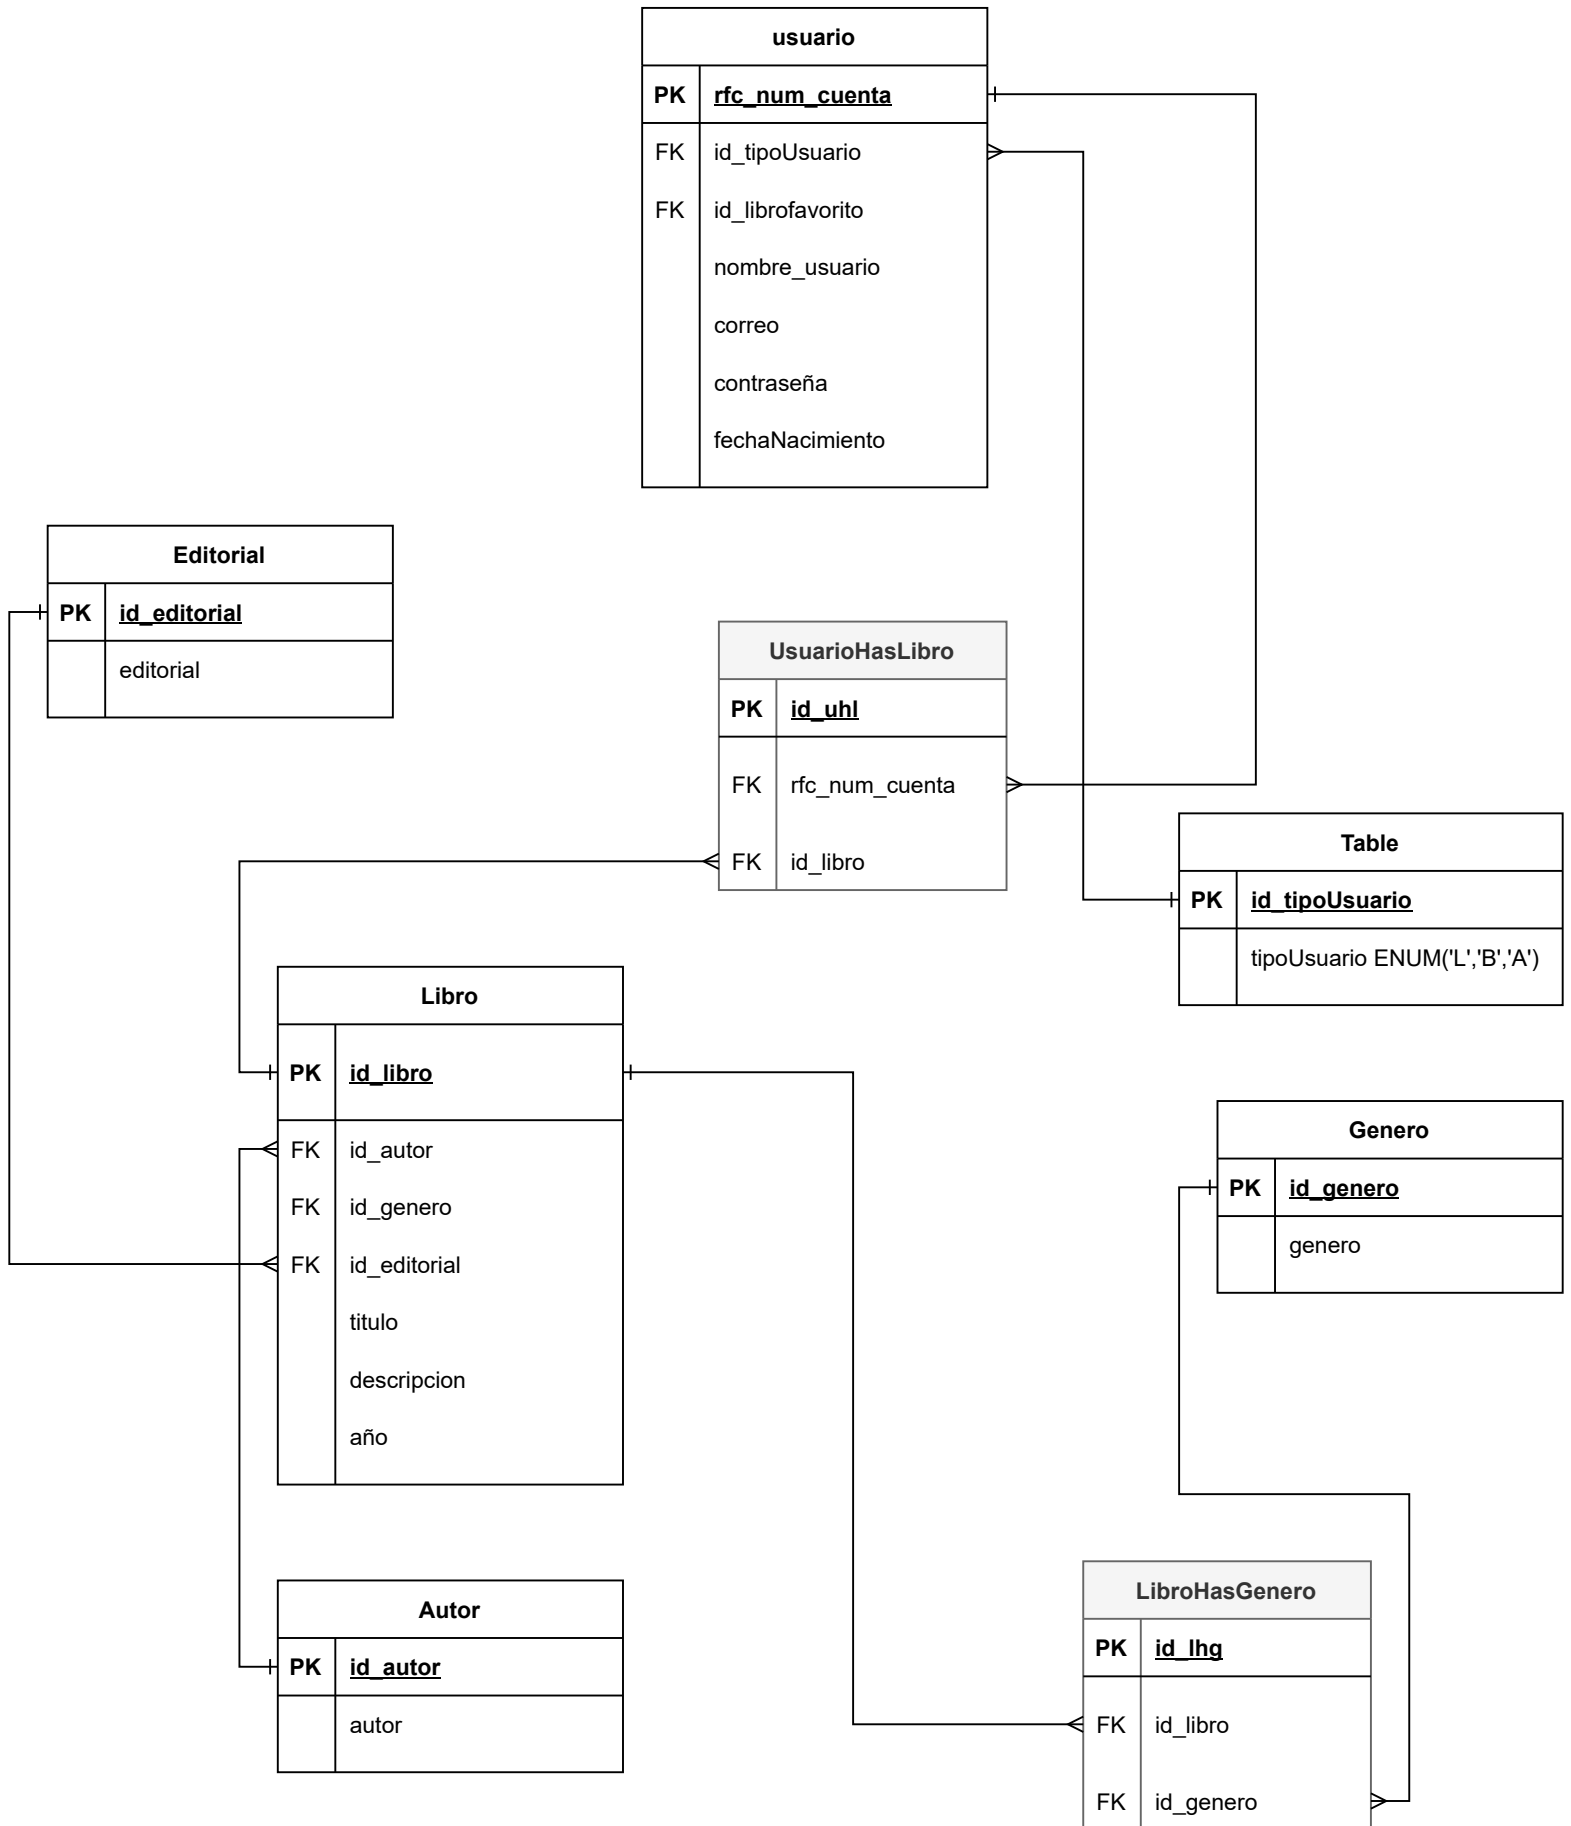 usuario
PK rfc_num_cuenta
FK id_tipoUsuario
FK id_librofavorito
nombre_usuario
correo
contraseña
fechaNacimiento
Editorial
PK id_editorial
editorial
UsuarioHasLibro
PK id_uhl
FK rfc_num_cuenta
FK id_libro
Table
PK id_tipoUsuario
tipoUsuario ENUM('L','B','A')
Libro
PK id_libro
FK id_autor
FK id_genero
FK id_editorial
titulo
descripcion
año
Genero
PK id_genero
genero
Autor
PK id_autor
autor
LibroHasGenero
PK id_lhg
FK id_libro
FK id_genero